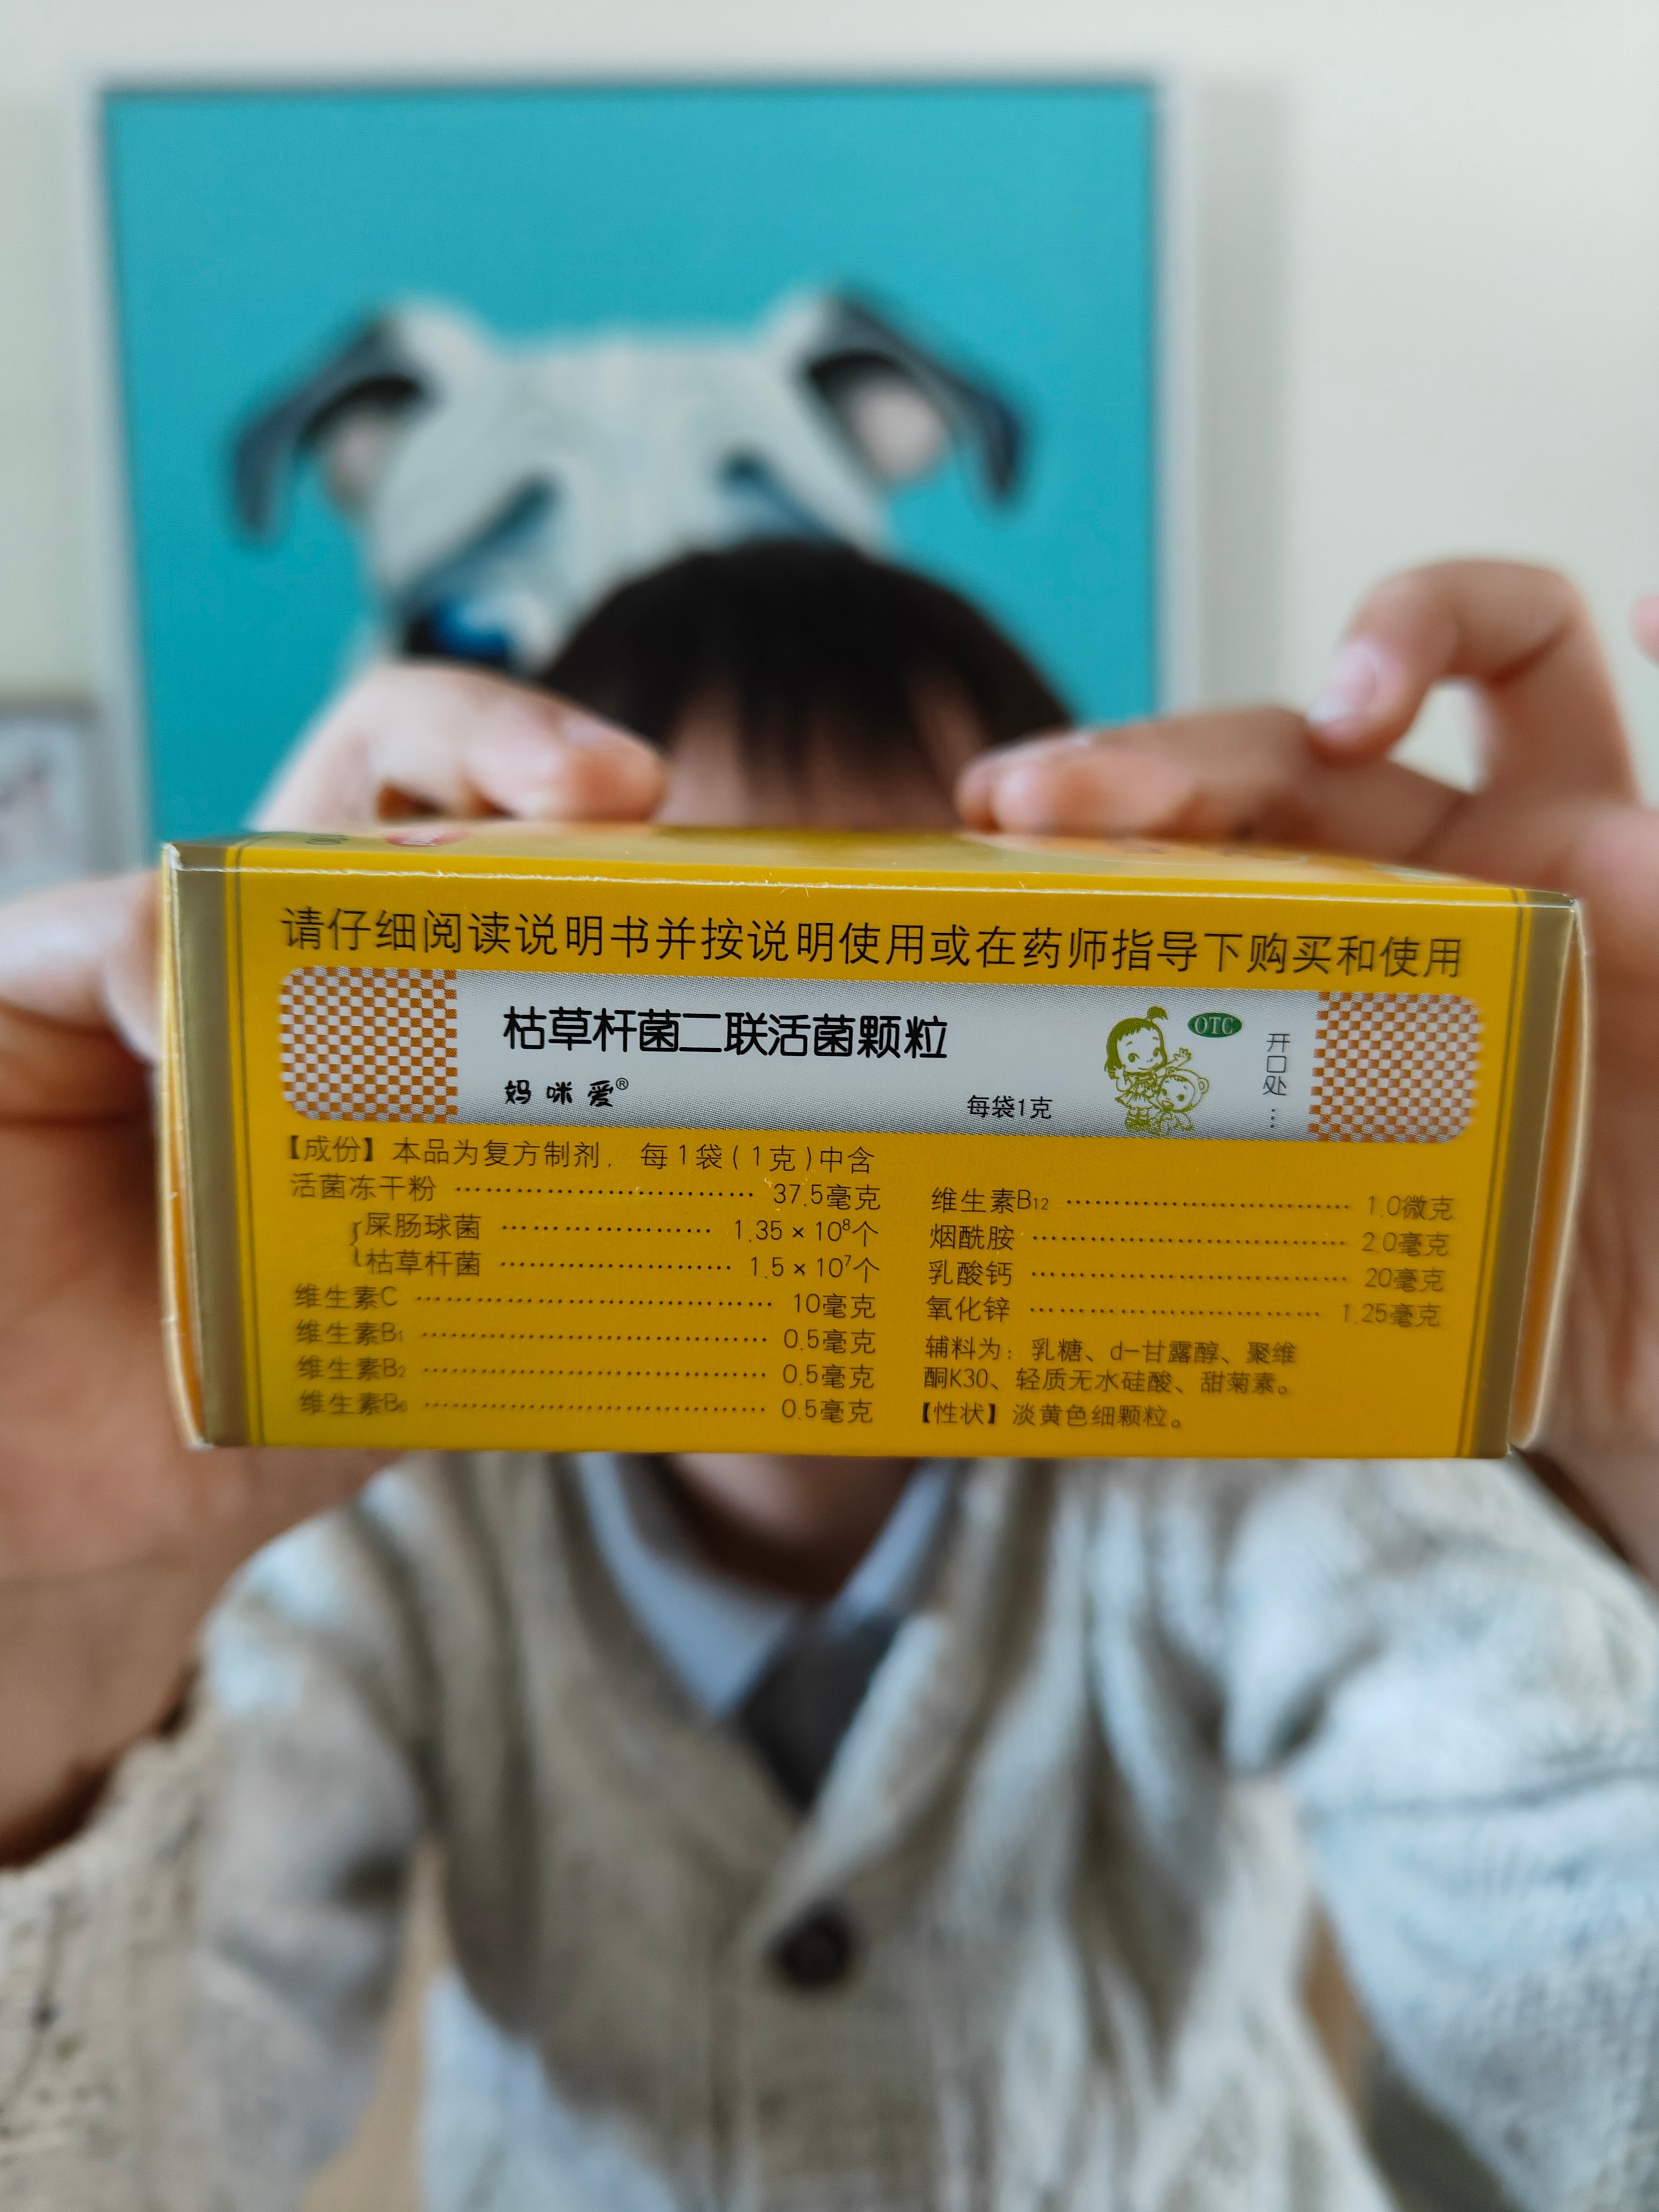 请仔细阅读说明书并按说明使用或在药师指导下购买和使用
枯草杆菌二联活菌颗粒
OTC
妈咪爱®
每袋1克
开口处…
【成份】本品为复方制剂，每1袋(1克)中含
活菌冻干粉 …………………………… 37.5毫克
屎肠球菌 …………………… 1.35×10⁸个
枯草杆菌 …………………… 1.5×10⁷个
维生素C ………………………………… 10毫克
维生素B₁ ……………………………… 0.5毫克
维生素B₂ ……………………………… 0.5毫克
维生素B₆ ……………………………… 0.5毫克
维生素B₁₂ ………………………… 1.0微克
烟酰胺 …………………………… 2.0毫克
乳酸钙 …………………………… 20毫克
氧化锌 …………………………… 1.25毫克
辅料为：乳糖、d-甘露醇、聚维
酮K30、轻质无水硅酸、甜菊素。
【性状】淡黄色细颗粒。